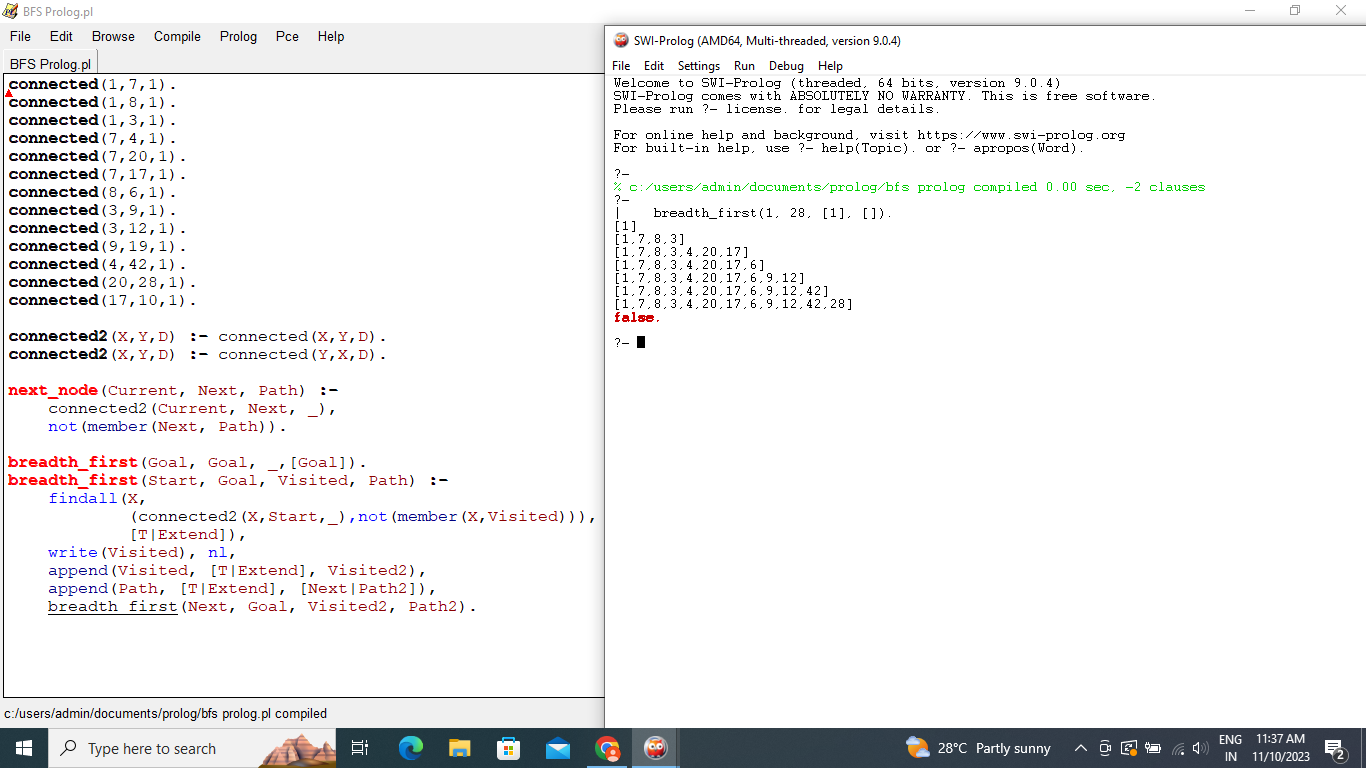 BFS Prolog.pl
File Edit Browse Compile Prolog Pce Help
BFS Prolog.pl
connected(1,7,1).
connected(1,8,1).
connected(1,3,1).
connected(7,4,1).
connected(7,20,1).
connected(7,17,1).
connected(8,6,1).
connected(3,9,1).
connected(3,12,1).
connected(9,19,1).
connected(4,42,1).
connected(20,28,1).
connected(17,10,1).
connected2(X,Y,D) :- connected(X,Y,D).
connected2(X,Y,D) :- connected(Y,X,D).
next_node(Current, Next, Path) :-
    connected2(Current, Next, _),
    not(member(Next, Path)).
breadth_first(Goal, Goal, _,[Goal]).
breadth_first(Start, Goal, Visited, Path) :-
    findall(X,
            (connected2(X,Start,_),not(member(X,Visited))),
            [T|Extend]),
    write(Visited), nl,
    append(Visited, [T|Extend], Visited2),
    append(Path, [T|Extend], [Next|Path2]),
    breadth_first(Next, Goal, Visited2, Path2).
c:/users/admin/documents/prolog/bfs prolog.pl compiled
SWI-Prolog (AMD64, Multi-threaded, version 9.0.4)
File Edit Settings Run Debug Help
Welcome to SWI-Prolog (threaded, 64 bits, version 9.0.4)
SWI-Prolog comes with ABSOLUTELY NO WARRANTY. This is free software.
Please run ?- license. for legal details.
For online help and background, visit https://www.swi-prolog.org
For built-in help, use ?- help(Topic). or ?- apropos(Word).
?-
% c:/users/admin/documents/prolog/bfs prolog compiled 0.00 sec, -2 clauses
?-
|    breadth_first(1, 28, [1], []).
[1]
[1,7,8,3]
[1,7,8,3,4,20,17]
[1,7,8,3,4,20,17,6]
[1,7,8,3,4,20,17,6,9,12]
[1,7,8,3,4,20,17,6,9,12,42]
[1,7,8,3,4,20,17,6,9,12,42,28]
false.
?-
Type here to search
28°C Partly sunny
ENG
IN
11:37 AM
11/10/2023
2